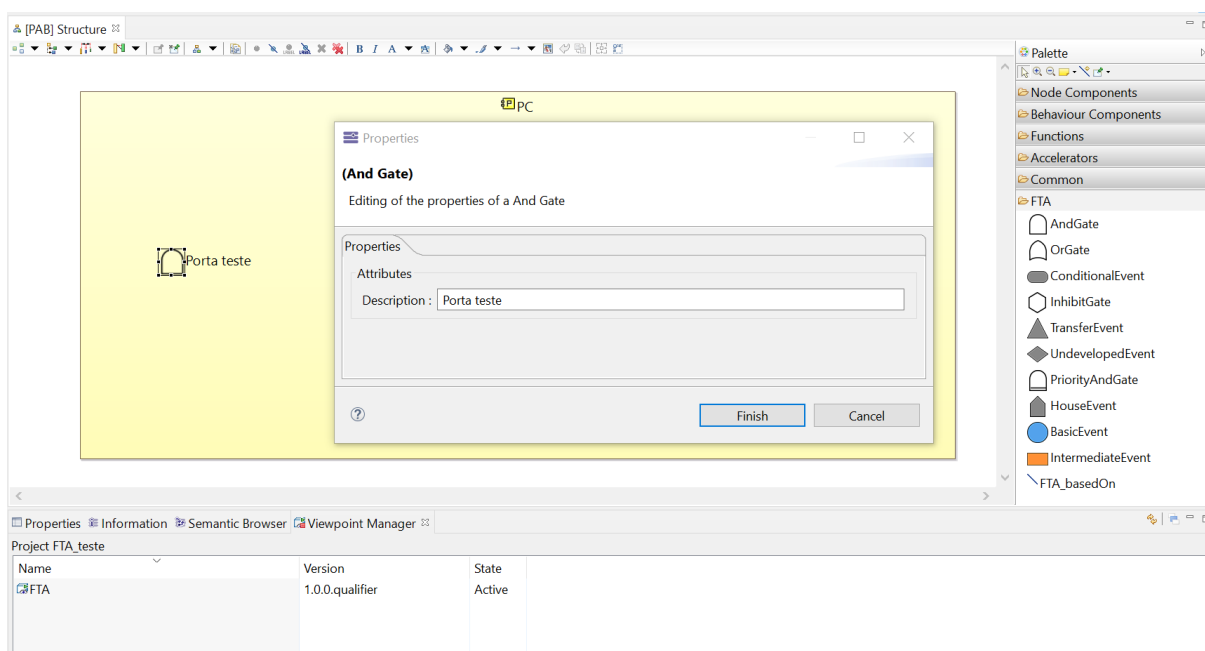 [PAB] Structure
B I A
Palette
PC
Node Components
Behaviour Components
Functions
Accelerators
Common
FTA
AndGate
OrGate
ConditionalEvent
InhibitGate
TransferEvent
UndevelopedEvent
PriorityAndGate
HouseEvent
BasicEvent
IntermediateEvent
FTA_basedOn
Porta teste
Properties
(And Gate)
Editing of the properties of a And Gate
Properties
Attributes
Description : Porta teste
Finish Cancel
Properties Information Semantic Browser Viewpoint Manager
Project FTA_teste
Name Version State
FTA 1.0.0.qualifier Active